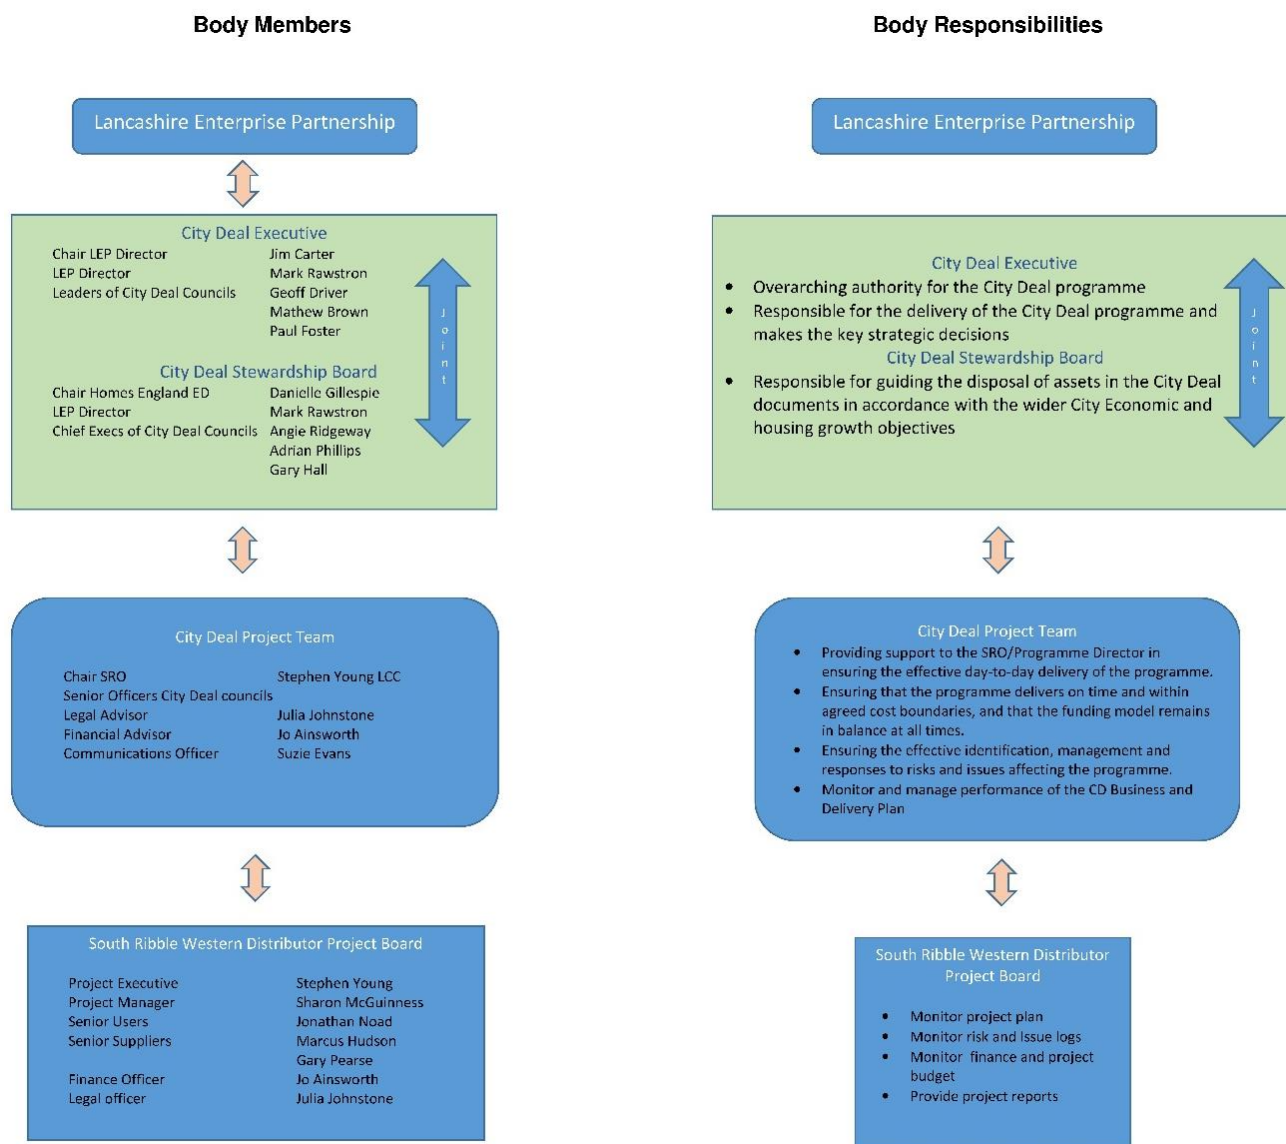 Body Members
Lancashire Enterprise Partnership
City Deal Executive
Chair LEP Director Jim Carter
LEP Director Mark Rawstron
Leaders of City Deal Councils Geoff Driver
Mathew Brown
Paul Foster
City Deal Stewardship Board
Chair Homes England ED Danielle Gillespie
LEP Director Mark Rawstron
Chief Execs of City Deal Councils Angie Ridgeway
Adrian Phillips
Gary Hall
Joint
City Deal Project Team
Chair SRO Stephen Young LCC
Senior Officers City Deal councils
Legal Advisor Julia Johnstone
Financial Advisor Jo Ainsworth
Communications Officer Suzie Evans
South Ribble Western Distributor Project Board
Project Executive Stephen Young
Project Manager Sharon McGuinness
Senior Users Jonathan Noad
Senior Suppliers Marcus Hudson
Gary Pearse
Finance Officer Jo Ainsworth
Legal officer Julia Johnstone
Body Responsibilities
Lancashire Enterprise Partnership
City Deal Executive
• Overarching authority for the City Deal programme
• Responsible for the delivery of the City Deal programme and
makes the key strategic decisions
City Deal Stewardship Board
• Responsible for guiding the disposal of assets in the City Deal
documents in accordance with the wider City Economic and
housing growth objectives
Joint
City Deal Project Team
• Providing support to the SRO/Programme Director in
ensuring the effective day-to-day delivery of the programme.
• Ensuring that the programme delivers on time and within
agreed cost boundaries, and that the funding model remains
in balance at all times.
• Ensuring the effective identification, management and
responses to risks and issues affecting the programme.
• Monitor and manage performance of the CD Business and
Delivery Plan
South Ribble Western Distributor
Project Board
• Monitor project plan
• Monitor risk and Issue logs
• Monitor finance and project
budget
• Provide project reports